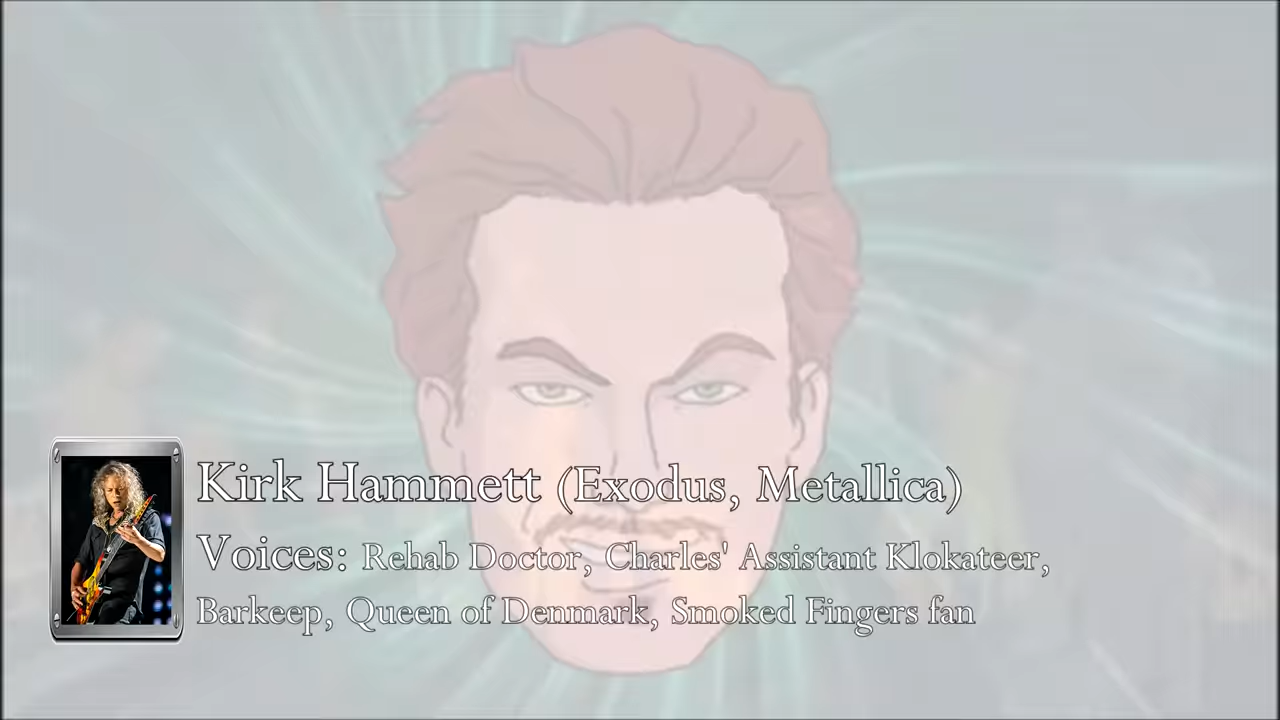 Kirk Hammett (Exodus, Metallica)
Voices: Rehab Doctor, Charles' Assistant Klokateer,
Barkeep, Queen of Denmark, Smoked Fingers fan